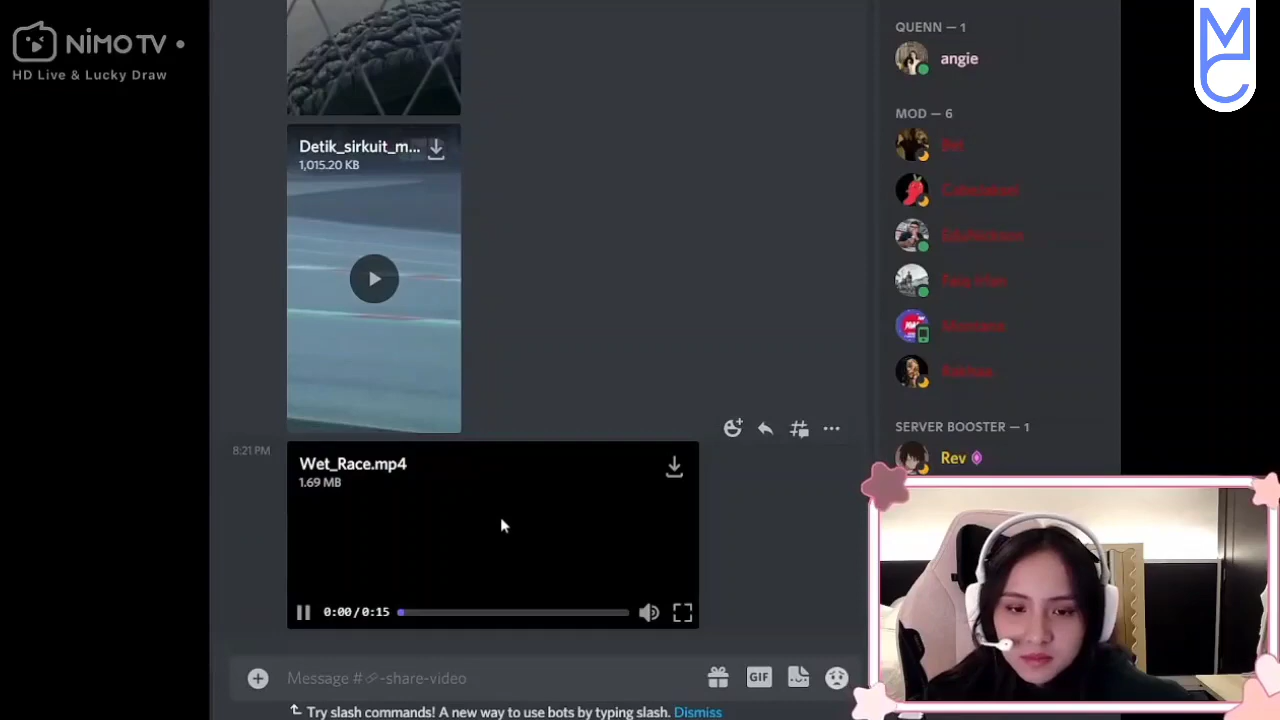 NIMO TV
HD Live & Lucky Draw
MC
Detik_sirkuit_m...
1,015.20 KB
8:21 PM
Wet_Race.mp4
1.69 MB
0:00/0:15
Message #
-share-video
GIF
Try slash commands! A new way to use bots by typing slash. Dismiss
QUENN — 1
angie
MOD — 6
SERVER BOOSTER — 1
Rev